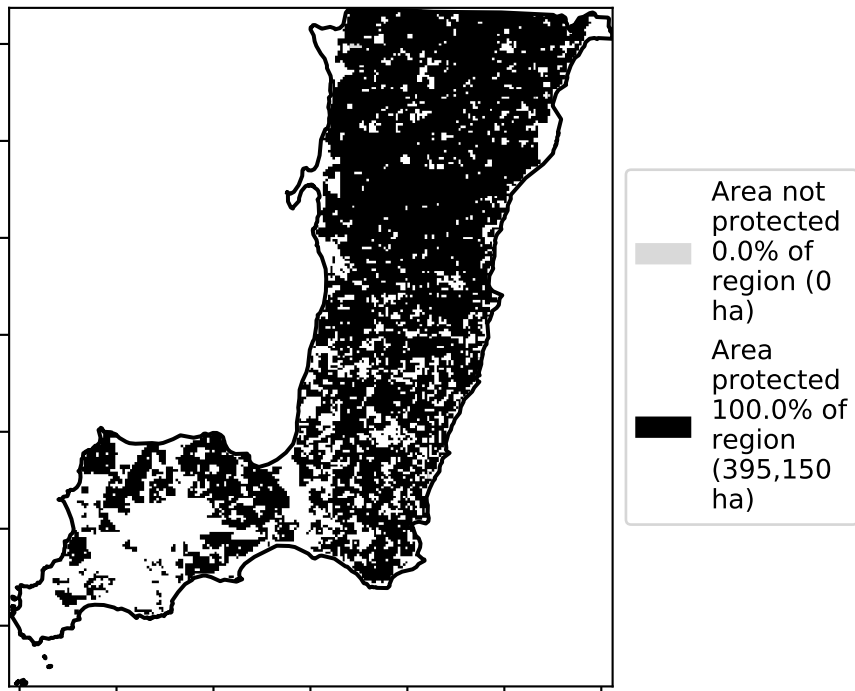 Area not
protected
0.0% of
region (0
ha)
Area
protected
100.0% of
region
(395,150
ha)